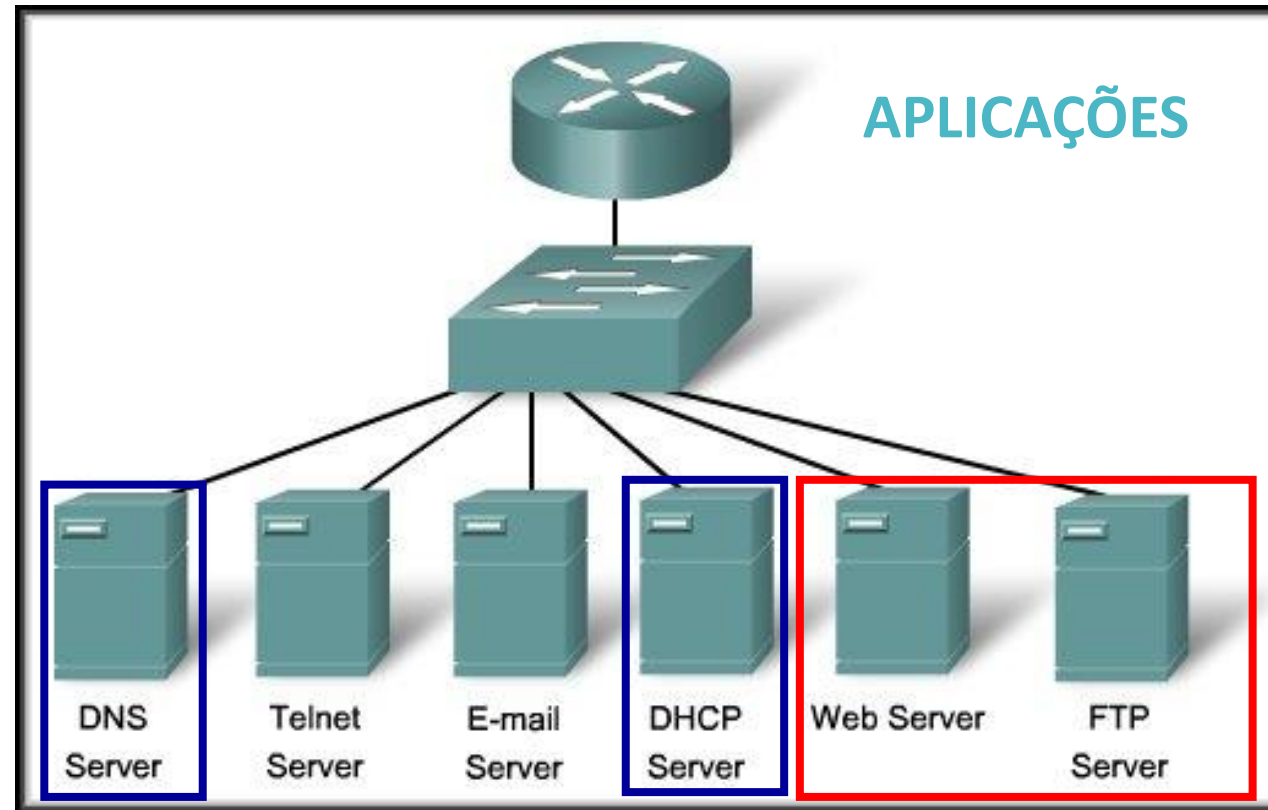 APLICAÇÕES
DNS
Server
Telnet
Server
E-mail
Server
DHCP
Server
Web Server
FTP
Server